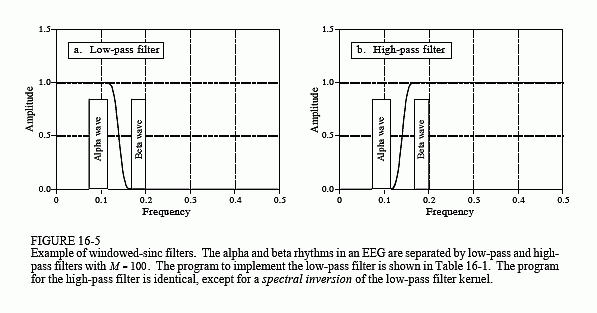 1.5
a. Low-pass filter
1.0
Amplitude
Alpha wave
Beta wave
0.5
0.0
0
0.1
0.2
0.3
0.4
0.5
Frequency
1.5
b. High-pass filter
1.0
Amplitude
Alpha wave
Beta wave
0.5
0.0
0
0.1
0.2
0.3
0.4
0.5
Frequency
FIGURE 16-5
Example of windowed-sinc filters. The alpha and beta rhythms in an EEG are separated by low-pass and high-
pass filters with M = 100. The program to implement the low-pass filter is shown in Table 16-1. The program
for the high-pass filter is identical, except for a spectral inversion of the low-pass filter kernel.